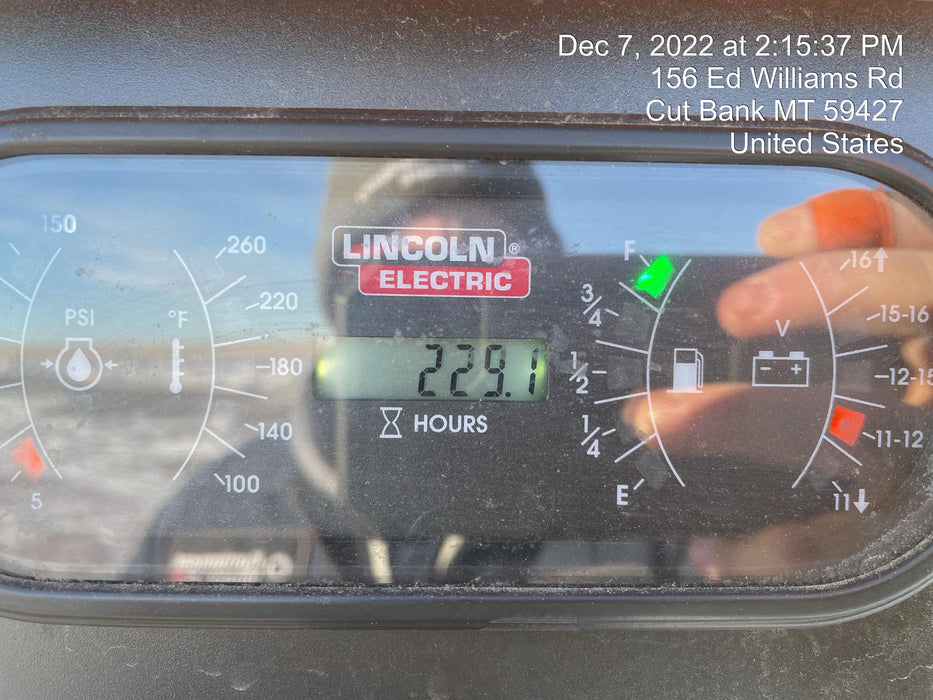 Dec 7, 2022 at 2:15:37 PM
156 Ed Williams Rd
Cut Bank MT 59427
United States
150
PSI
5
260
°F
220
180
140
100
LINCOLN®
ELECTRIC
229.1
HOURS
F
3/4
1/2
1/4
E
V
16
15-16
12-15
11-12
11